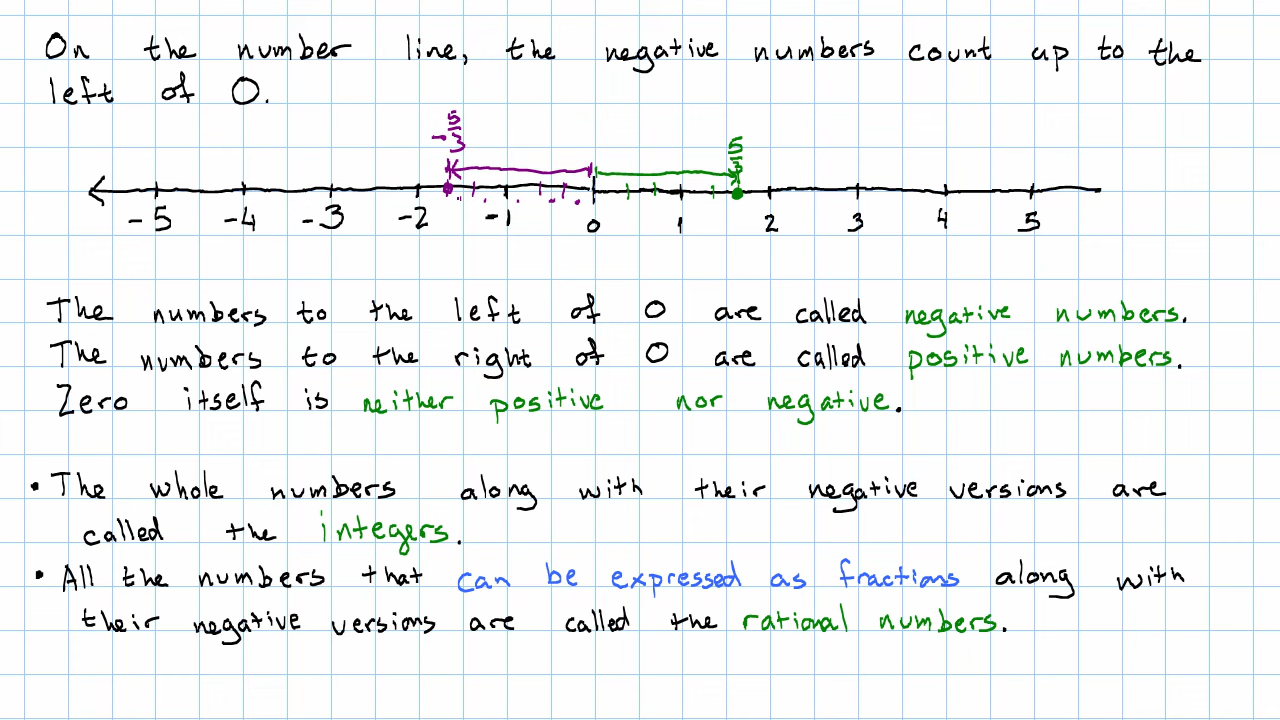 On the number line, the negative numbers count up to the
left of 0.
-5/3 5/3
-5 -4 -3 -2 -1 0 1 2 3 4 5
The numbers to the left of 0 are called negative numbers.
The numbers to the right of 0 are called positive numbers.
Zero itself is neither positive nor negative.
• The whole numbers along with their negative versions are
called the integers.
• All the numbers that can be expressed as fractions along with
their negative versions are called the rational numbers.